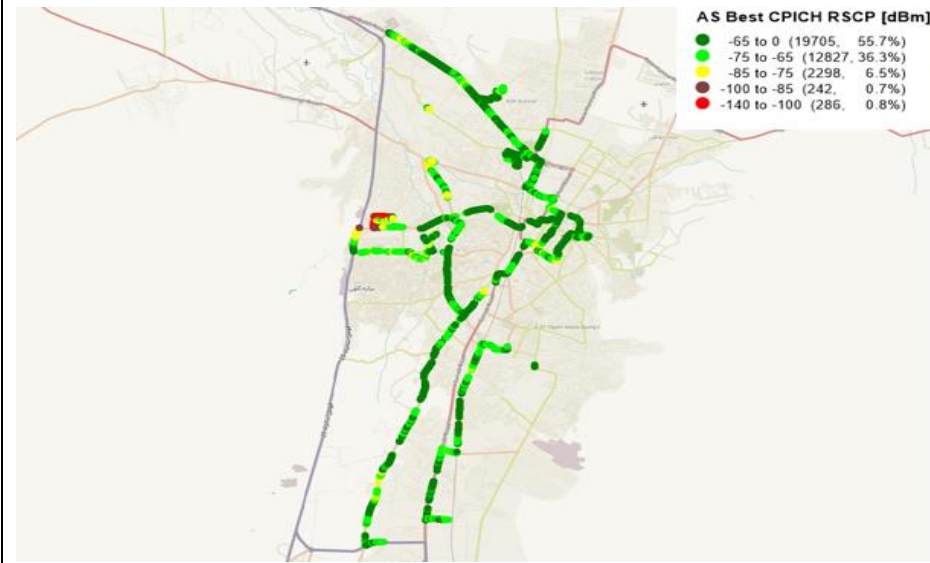 AS Best CPICH RSCP [dBm]
-65 to 0 (19705, 55.7%)
-75 to -65 (12827, 36.3%)
-85 to -75 (2298, 6.5%)
-100 to -85 (242, 0.7%)
-140 to -100 (286, 0.8%)